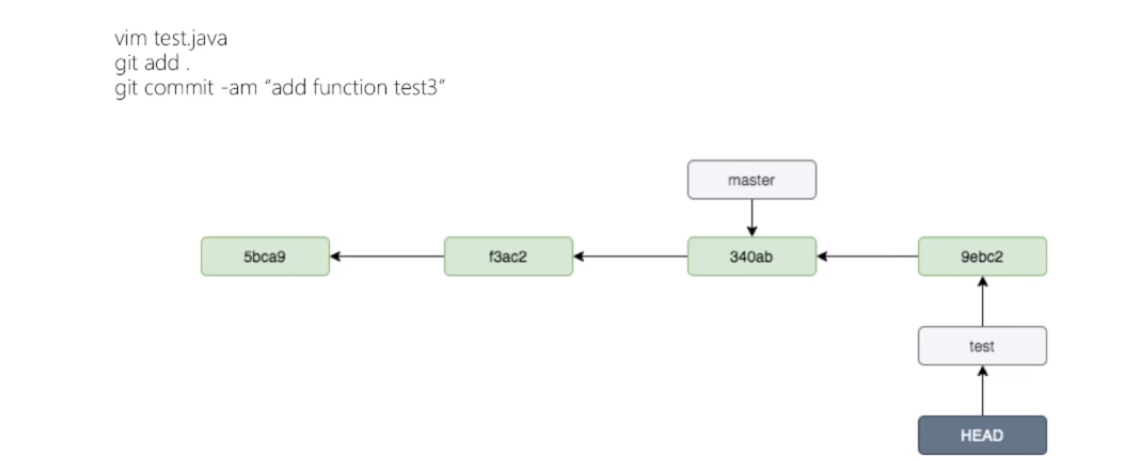 vim test.java
git add .
git commit -am “add function test3”
master
5bca9
f3ac2
340ab
9ebc2
test
HEAD